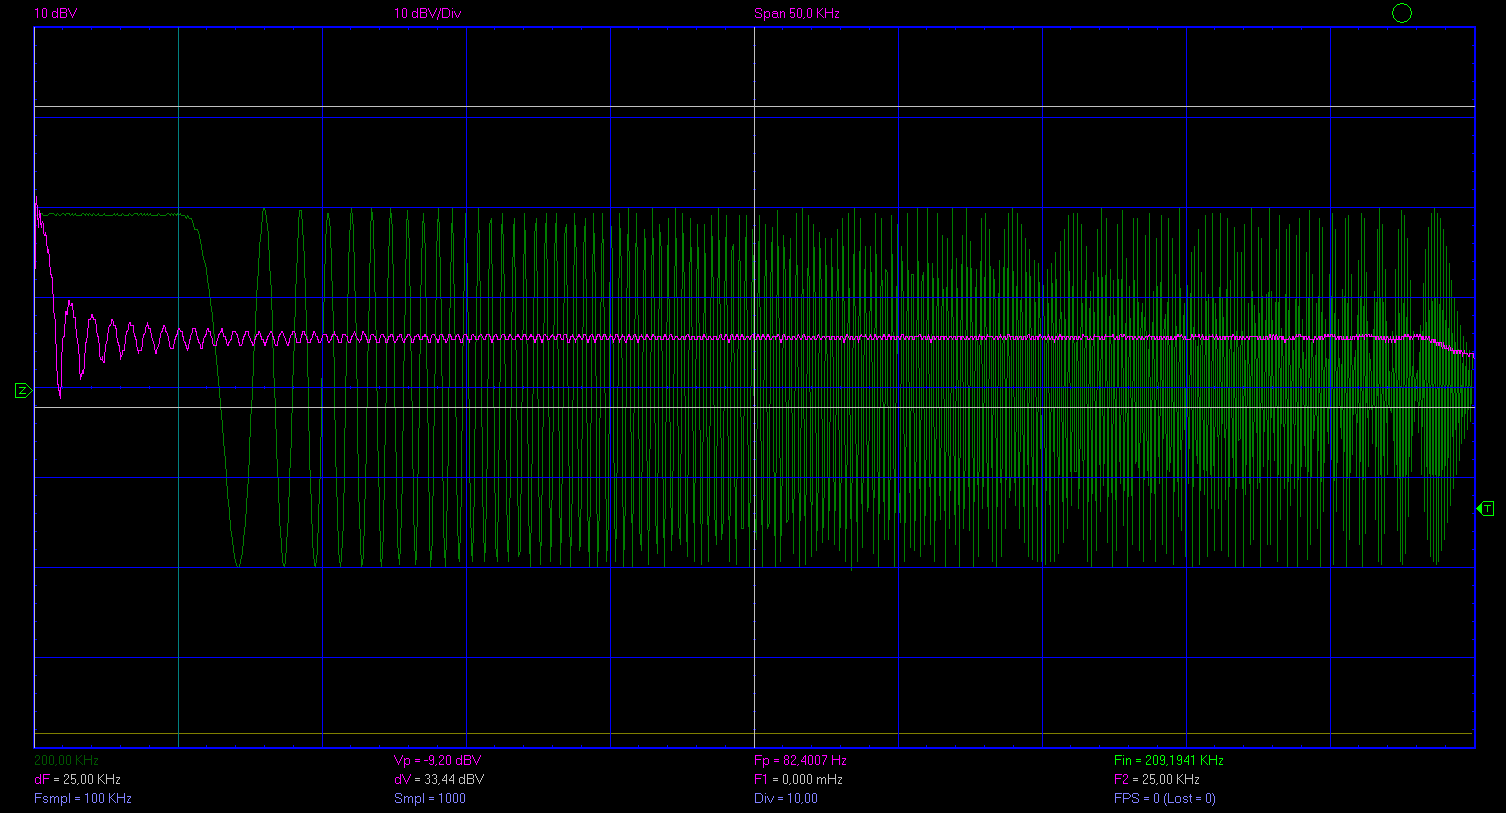 10 dBV 10 dBV/Div Span 50,0 KHz
Z
T
200,00 KHz Vp = -9,20 dBV Fp = 82,4007 Hz Fin = 209,1941 KHz
dF = 25,00 KHz dV = 33,44 dBV F1 = 0,000 mHz F2 = 25,00 KHz
Fsmpl = 100 KHz Smpl = 1000 Div = 10,00 FPS = 0 (Lost = 0)